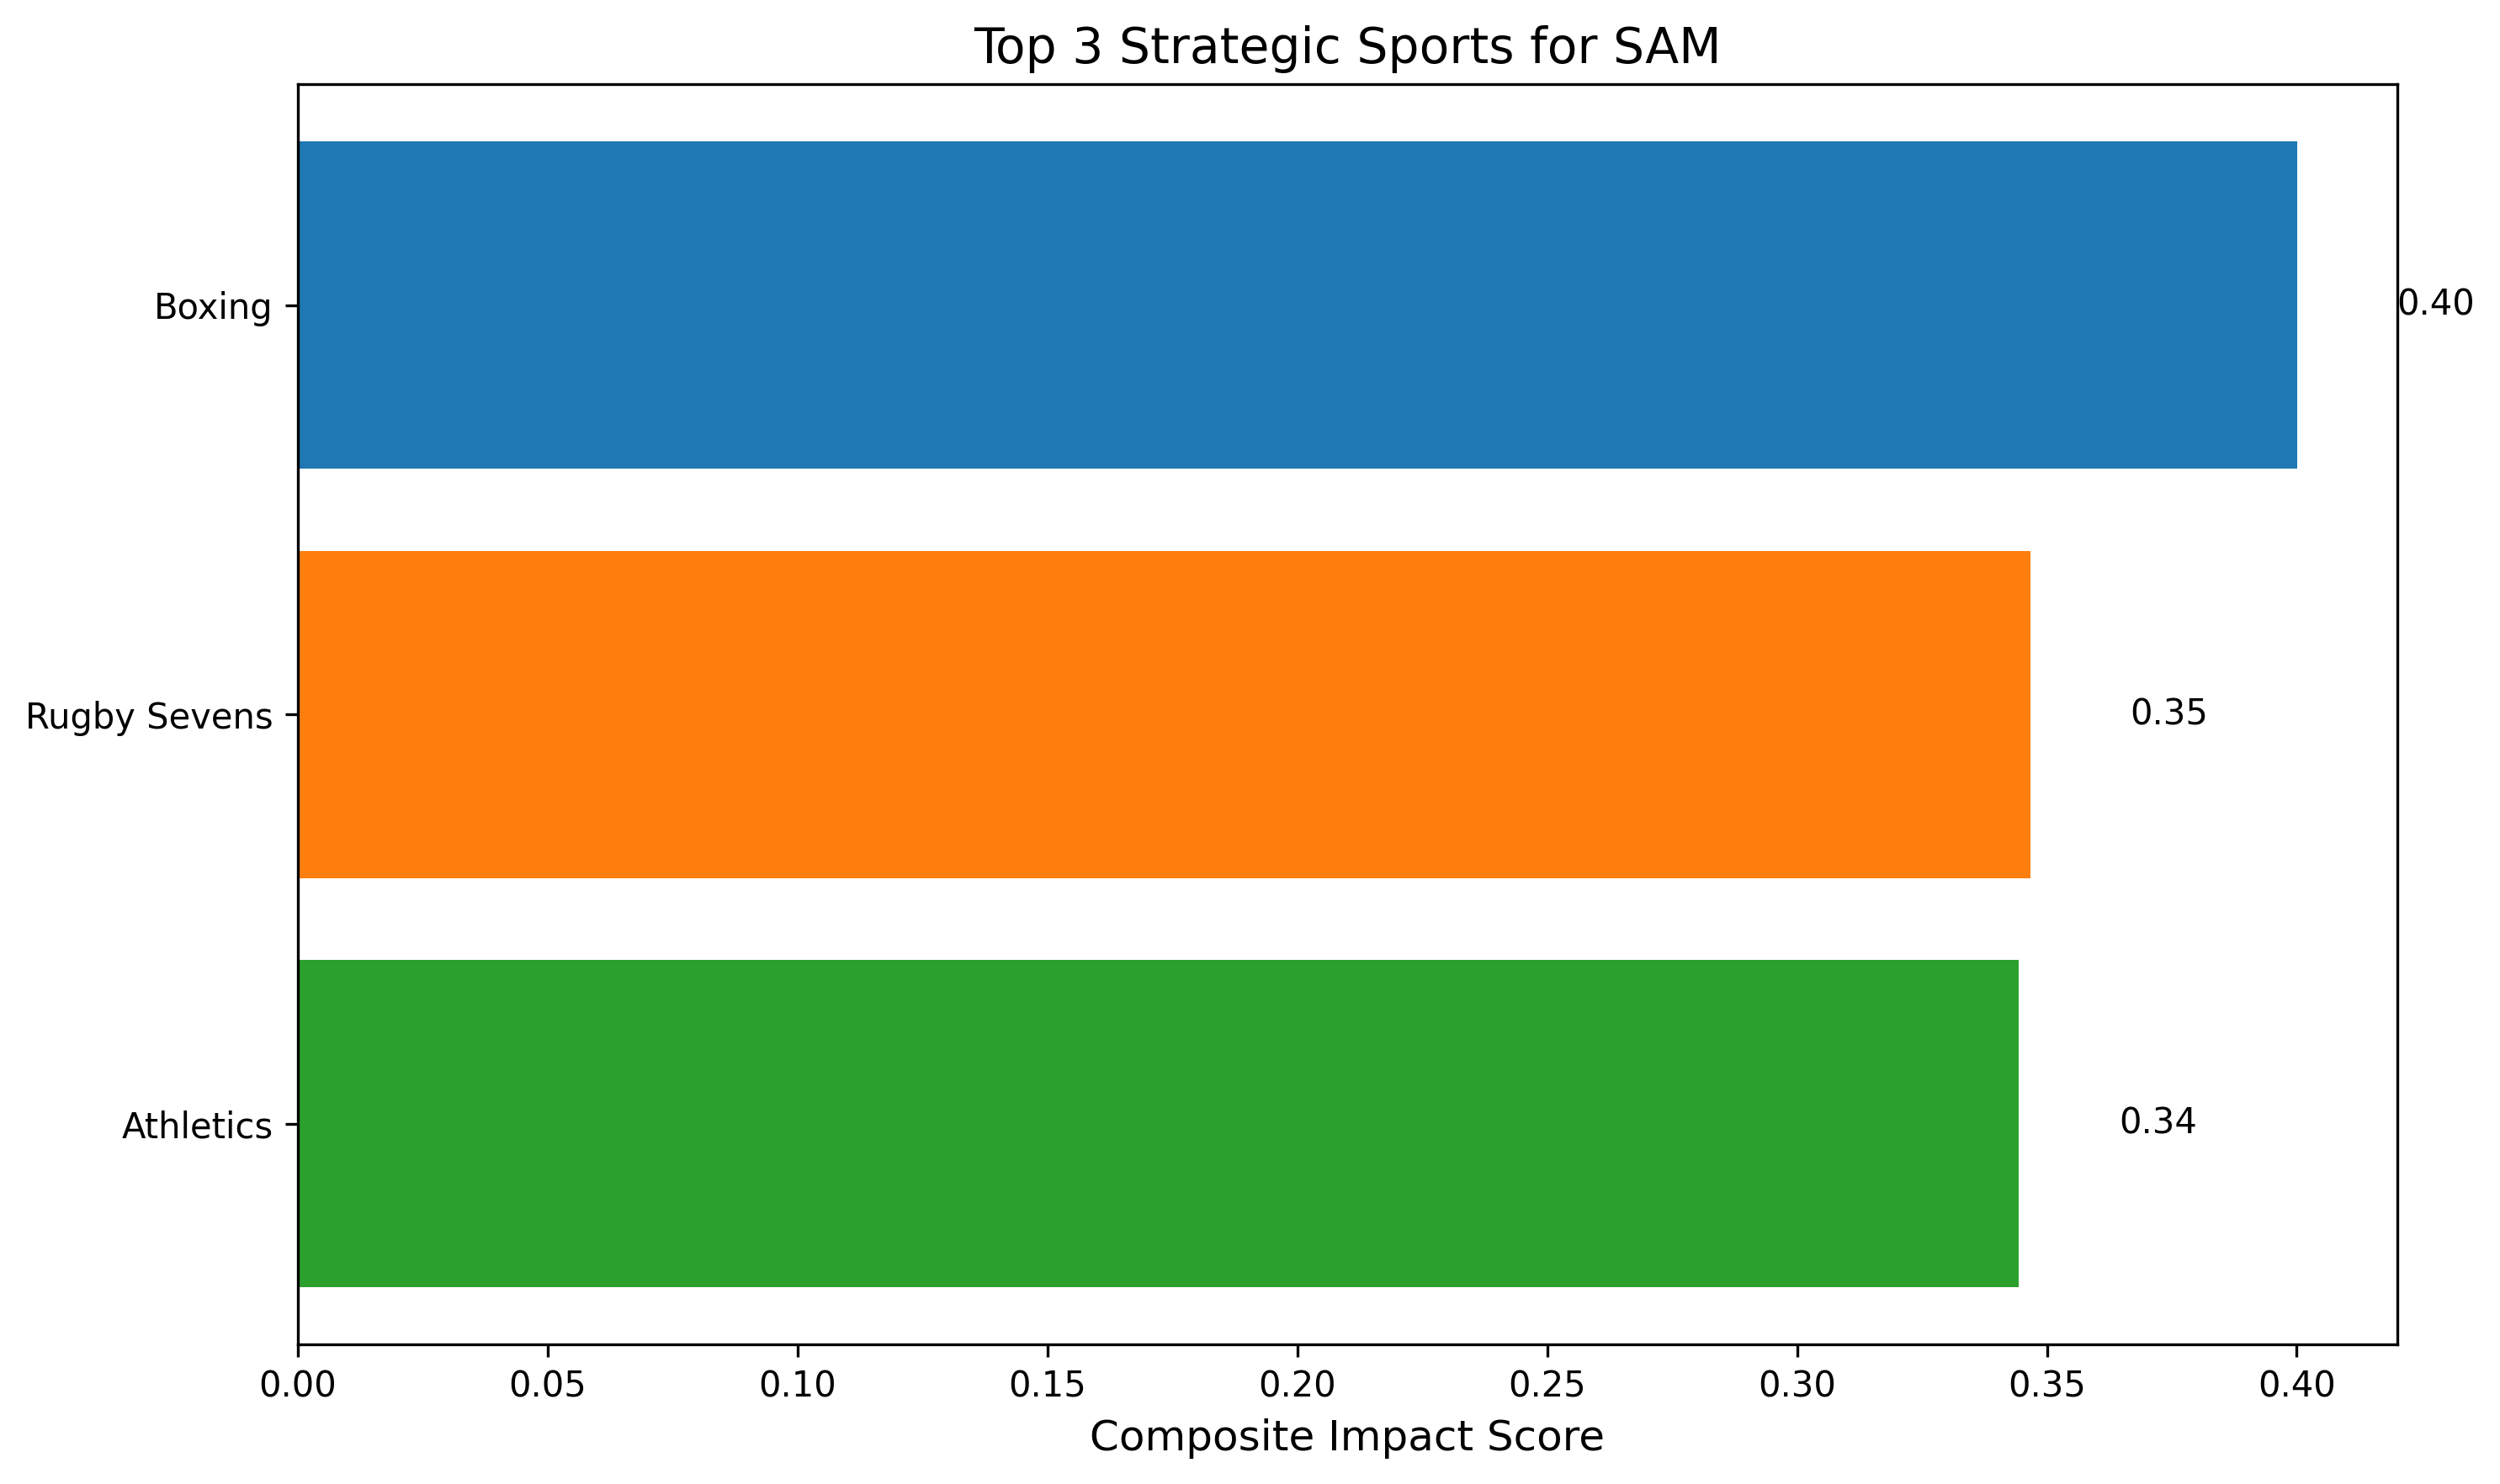 Top 3 Strategic Sports for SAM
Boxing
0.40
Rugby Sevens
0.35
Athletics
0.34
0.00 0.05 0.10 0.15 0.20 0.25 0.30 0.35 0.40
Composite Impact Score